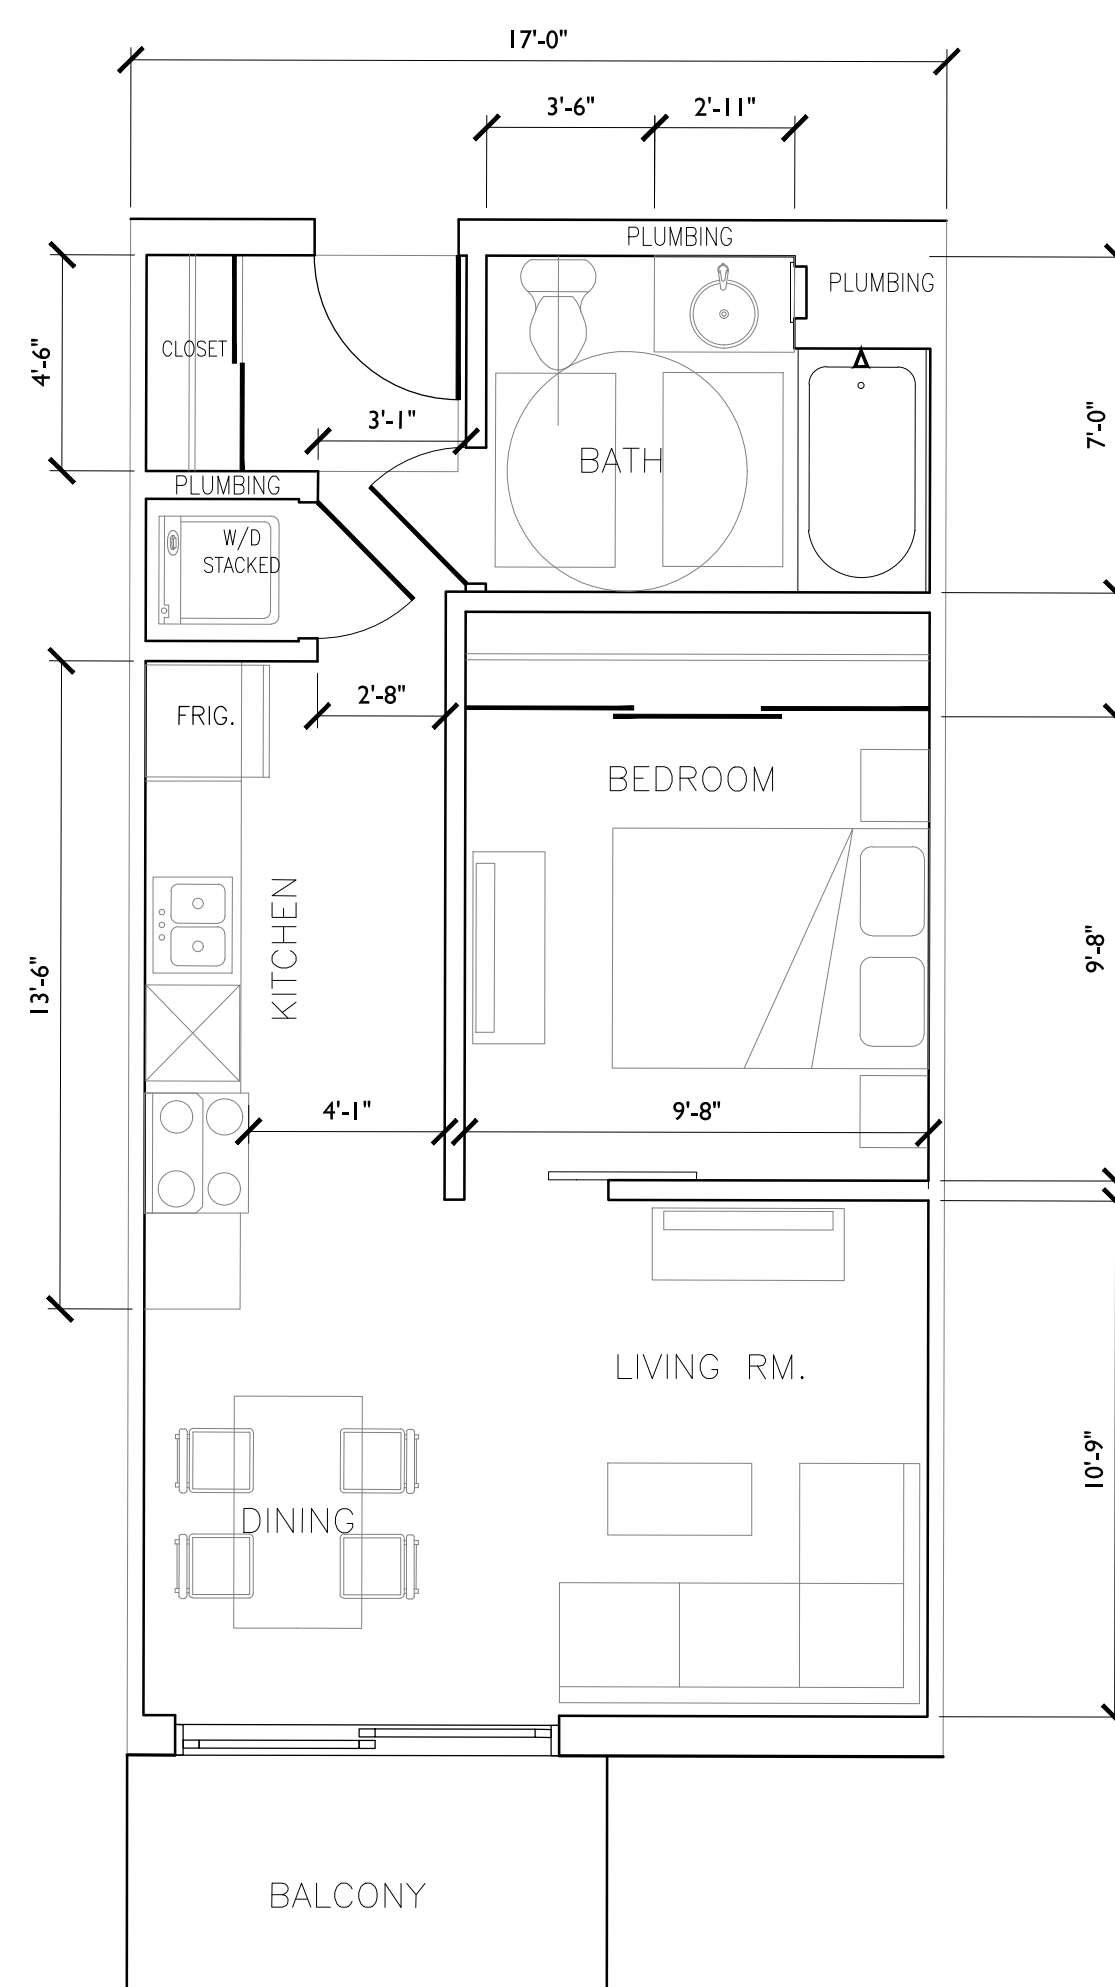 17'-0"
3'-6"
2'-11"
PLUMBING
PLUMBING
CLOSET
4'-6"
3'-1"
7'-0"
BATH
PLUMBING
W/D
STACKED
2'-8"
FRIG.
BEDROOM
KITCHEN
13'-6"
9'-8"
4'-1"
9'-8"
LIVING RM.
10'-9"
DINING
BALCONY